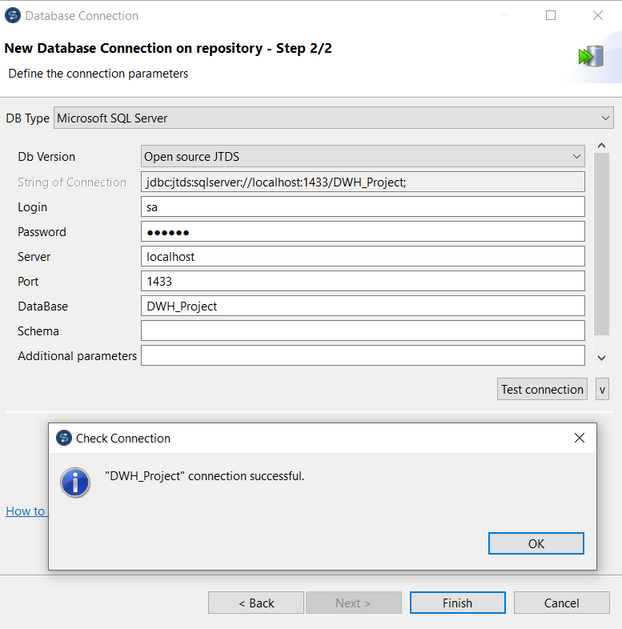 Database Connection
New Database Connection on repository - Step 2/2
Define the connection parameters
DB Type Microsoft SQL Server
Db Version Open source JTDS
String of Connection jdbc:jtds:sqlserver://localhost:1433/DWH_Project;
Login sa
Password ●●●●●●
Server localhost
Port 1433
DataBase DWH_Project
Schema
Additional parameters
Test connection v
Check Connection
"DWH_Project" connection successful.
How to
OK
< Back Next > Finish Cancel